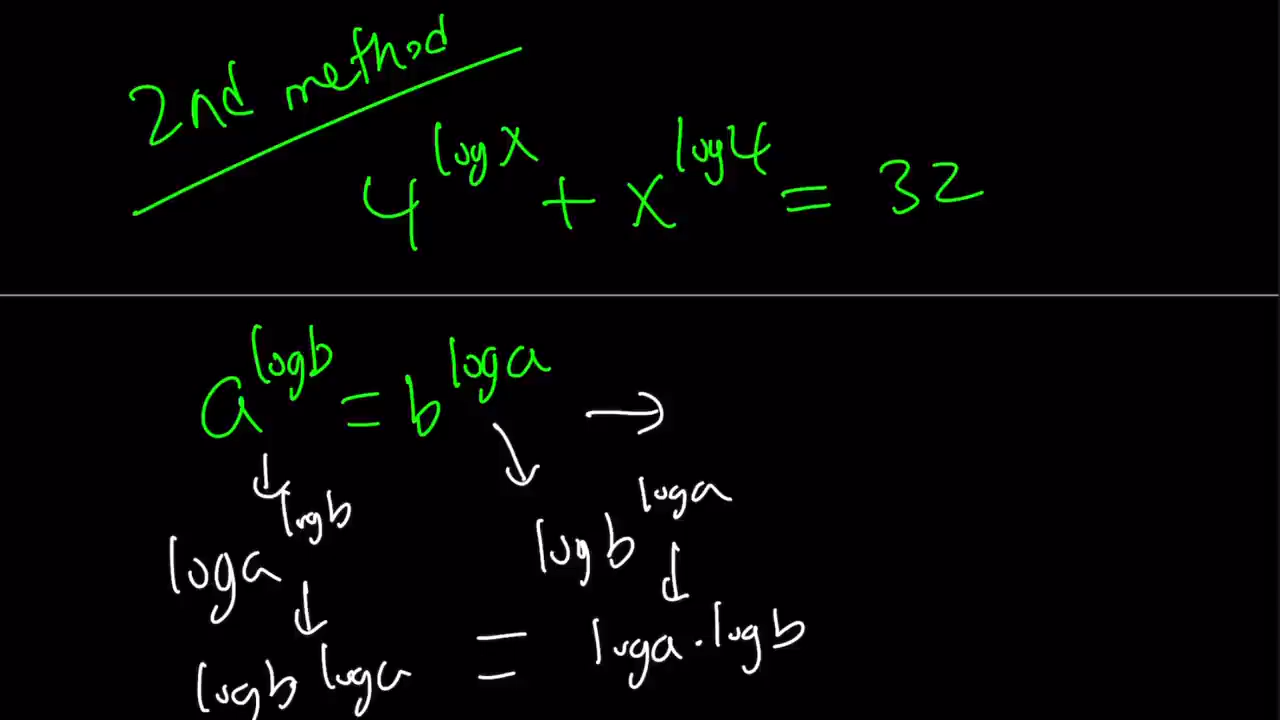 2nd method
4^{log x} + x^{log 4} = 32
a^{log b} = b^{log a} →
↓ ↘
log a^{log b} log b^{log a}
↓ ↓
log b log a = log a · log b